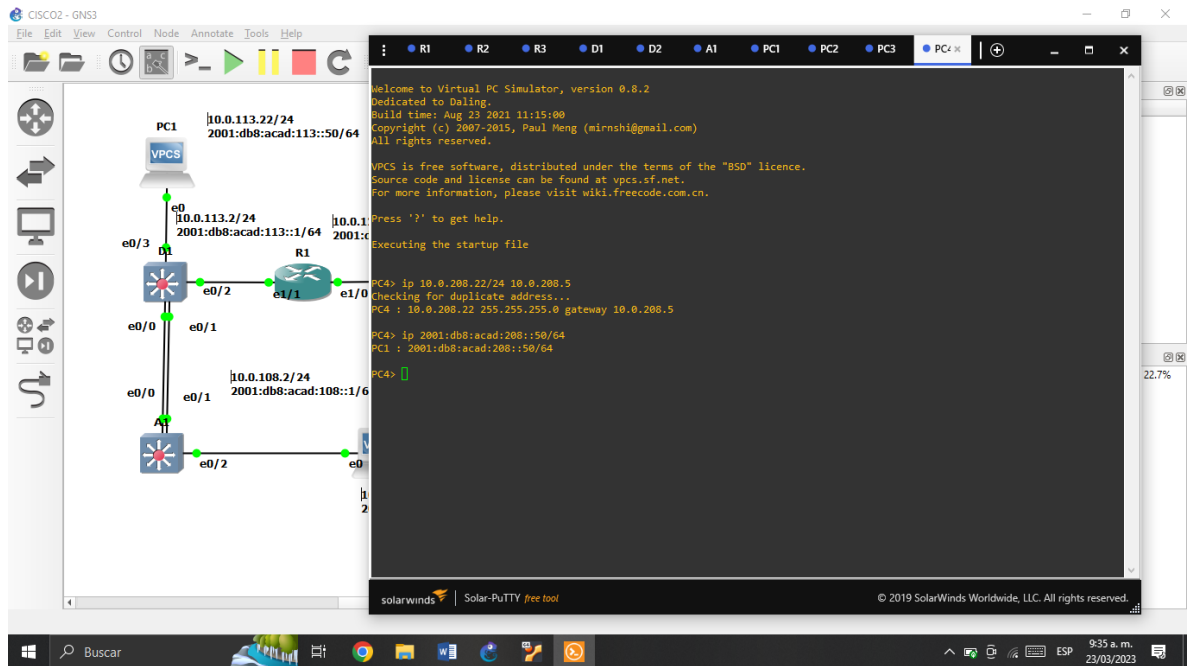 CISCO2 - GNS3
File Edit View Control Node Annotate Tools Help
R1 R2 R3 D1 D2 A1 PC1 PC2 PC3 PC4
PC1
10.0.113.22/24
2001:db8:acad:113::50/64
VPCS
e0
10.0.113.2/24
2001:db8:acad:113::1/64
10.0.1
2001:c
e0/3
D1
R1
e0/2
e1/1
e1/0
e0/0
e0/1
10.0.108.2/24
2001:db8:acad:108::1/6
e0/0
e0/1
A1
e0/2
e0
Welcome to Virtual PC Simulator, version 0.8.2
Dedicated to Daling.
Build time: Aug 23 2021 11:15:00
Copyright (c) 2007-2015, Paul Meng (mirnshi@gmail.com)
All rights reserved.
VPCS is free software, distributed under the terms of the "BSD" licence.
Source code and license can be found at vpcs.sf.net.
For more information, please visit wiki.freecode.com.cn.
Press '?' to get help.
Executing the startup file
PC4> ip 10.0.208.22/24 10.0.208.5
Checking for duplicate address...
PC4 : 10.0.208.22 255.255.255.0 gateway 10.0.208.5
PC4> ip 2001:db8:acad:208::50/64
PC1 : 2001:db8:acad:208::50/64
PC4>
22.7%
solarwinds Solar-PuTTY free tool
© 2019 SolarWinds Worldwide, LLC. All rights reserved.
Buscar
ESP
9:35 a. m.
23/03/2023